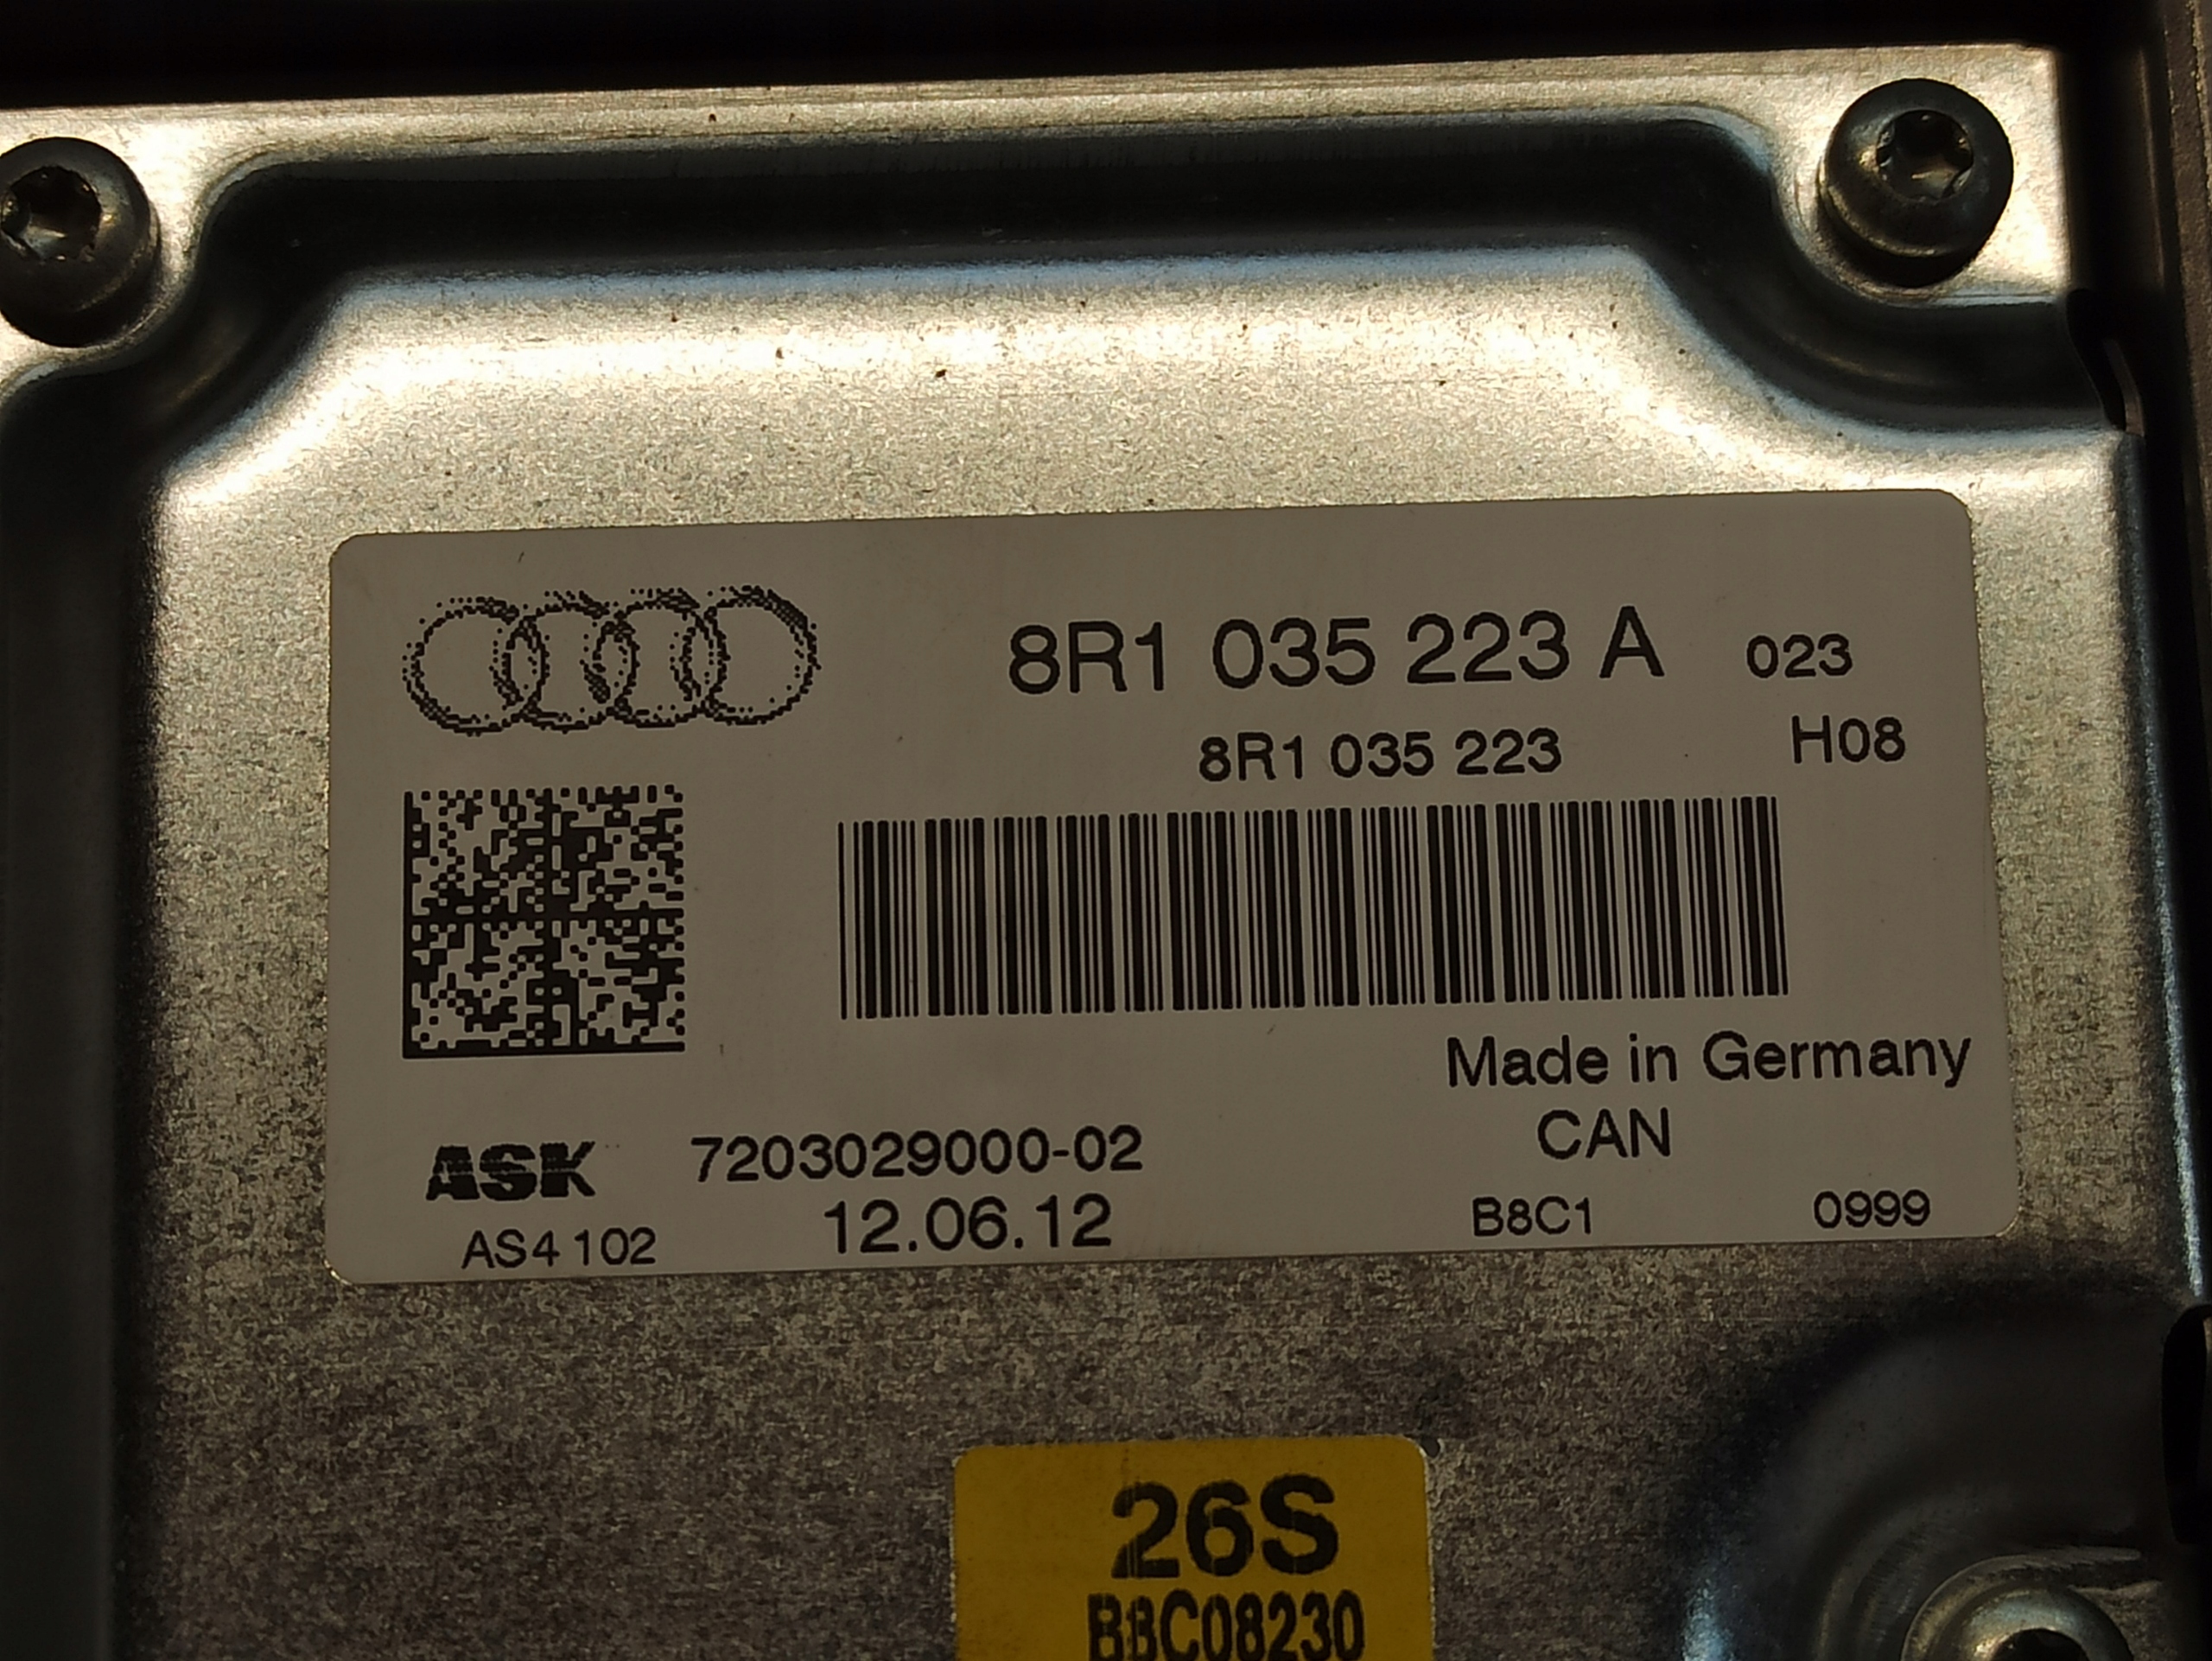 8R1 035 223 A 023
8R1 035 223 H08
Made in Germany
ASK 7203029000-02 CAN
AS4 102 12.06.12 B8C1 0999
26S
BBC08230